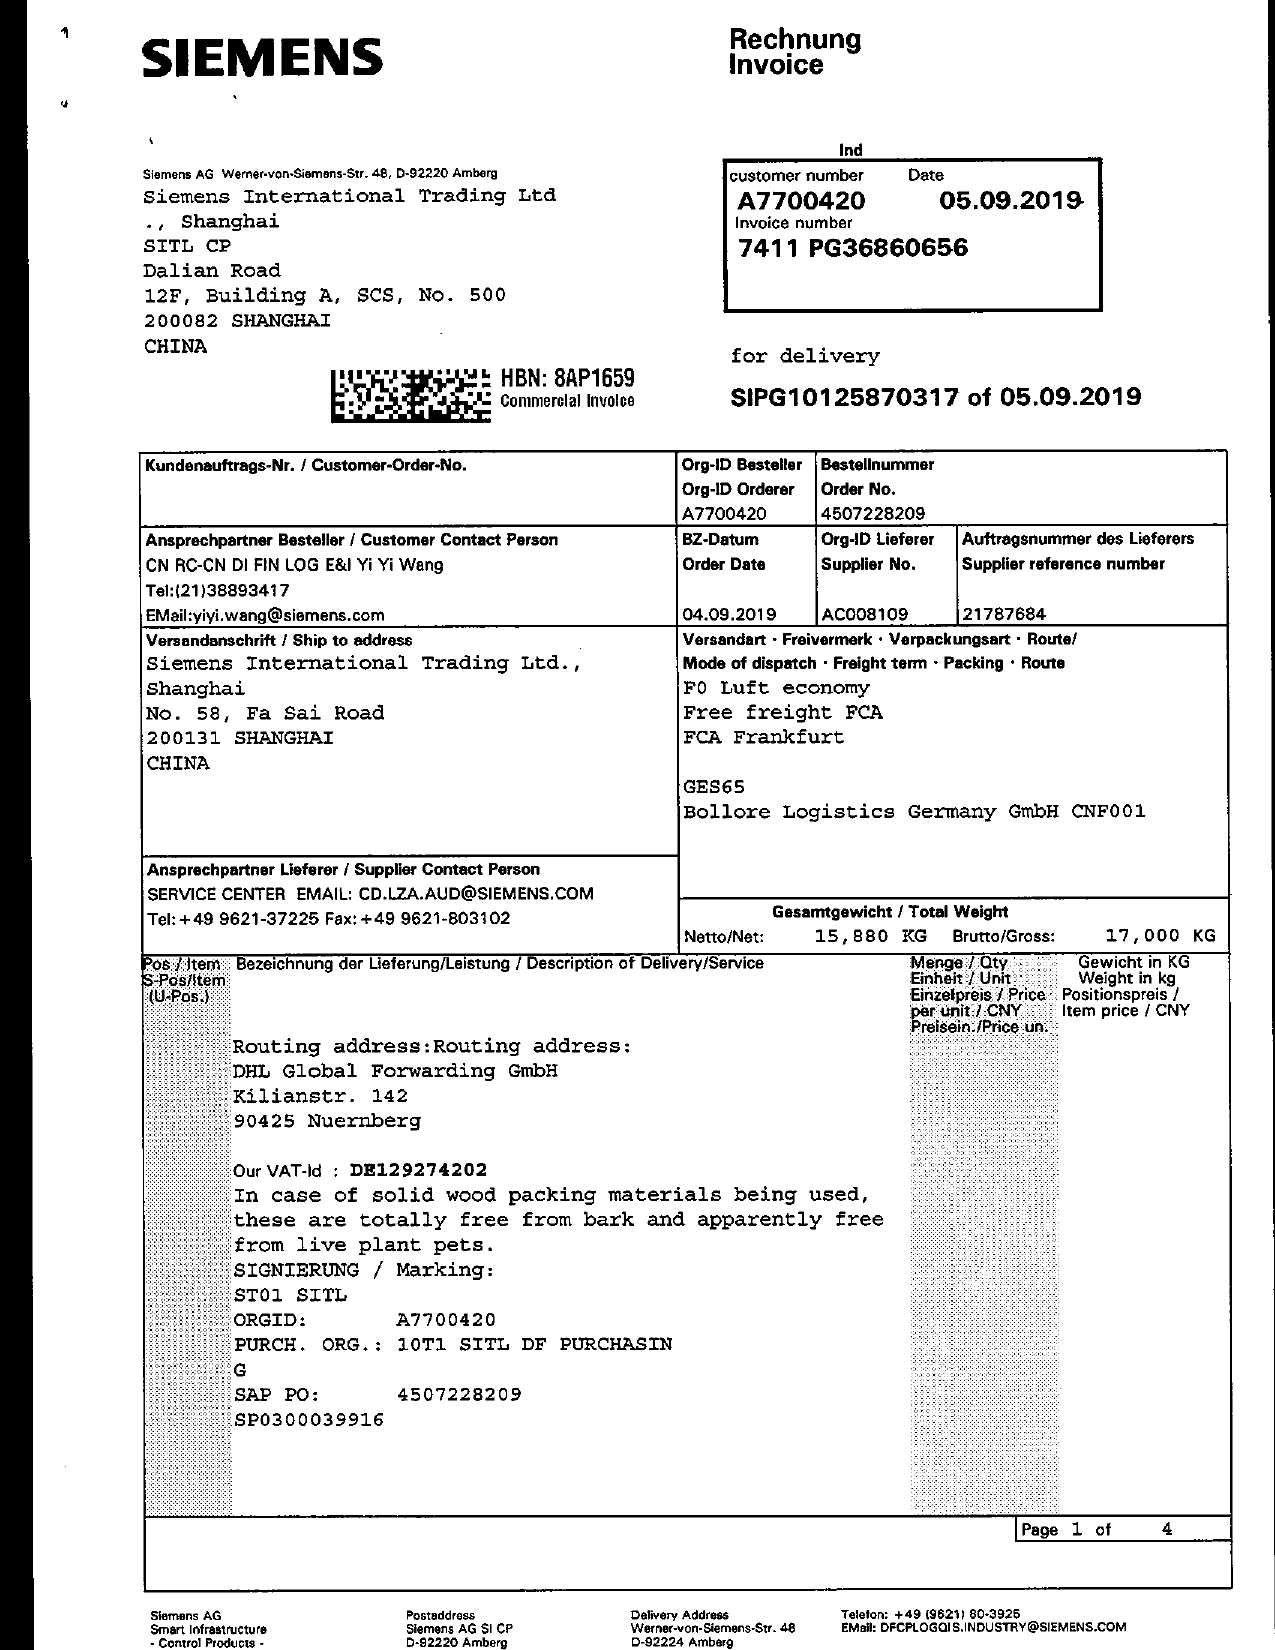 SIEMENS
Rechnung
Invoice
Ind
Siemens AG Werner-von-Siemens-Str. 48, D-92220 Amberg
Siemens International Trading Ltd
., Shanghai
SITL CP
Dalian Road
12F, Building A, SCS, No. 500
200082 SHANGHAI
CHINA
customer number Date
A7700420 05.09.2019
Invoice number
7411 PG36860656
HBN: 8AP1659
Commercial Invoice
for delivery
SIPG10125870317 of 05.09.2019
Kundenauftrags-Nr. / Customer-Order-No.
Org-ID Besteller
Org-ID Orderer
A7700420
Bestellnummer
Order No.
4507228209
Ansprechpartner Besteller / Customer Contact Person
CN RC-CN DI FIN LOG E&I Yi Yi Wang
Tel:(21)38893417
EMail:yiyi.wang@siemens.com
BZ-Datum
Order Date
04.09.2019
Org-ID Lieferer
Supplier No.
AC008109
Auftragsnummer des Lieferers
Supplier reference number
21787684
Versandanschrift / Ship to address
Siemens International Trading Ltd.,
Shanghai
No. 58, Fa Sai Road
200131 SHANGHAI
CHINA
Versandart · Freivermerk · Verpackungsart · Route/
Mode of dispatch · Freight term · Packing · Route
F0 Luft economy
Free freight FCA
FCA Frankfurt
GES65
Bollore Logistics Germany GmbH CNF001
Ansprechpartner Lieferer / Supplier Contact Person
SERVICE CENTER EMAIL: CD.LZA.AUD@SIEMENS.COM
Tel:+49 9621-37225 Fax:+49 9621-803102
Gesamtgewicht / Total Weight
Netto/Net: 15,880 KG Brutto/Gross: 17,000 KG
Pos / Item
S-Pos/Item
(U-Pos.)
Bezeichnung der Lieferung/Leistung / Description of Delivery/Service
Menge / Qty
Einheit / Unit
Einzelpreis / Price
per unit / CNY
Preisein./Price un.
Gewicht in KG
Weight in kg
Positionspreis /
Item price / CNY
Routing address:Routing address:
DHL Global Forwarding GmbH
Kilianstr. 142
90425 Nuernberg
Our VAT-Id : DE129274202
In case of solid wood packing materials being used,
these are totally free from bark and apparently free
from live plant pets.
SIGNIERUNG / Marking:
ST01 SITL
ORGID: A7700420
PURCH. ORG.: 10T1 SITL DF PURCHASIN
G
SAP PO: 4507228209
SP0300039916
Page 1 of 4
Siemens AG
Smart Infrastructure
- Control Products -
Postaddress
Siemens AG SI CP
D-92220 Amberg
Delivery Address
Werner-von-Siemens-Str. 48
D-92224 Amberg
Telefon: +49 (9621) 80-3925
EMail: DFCPLOGQIS.INDUSTRY@SIEMENS.COM